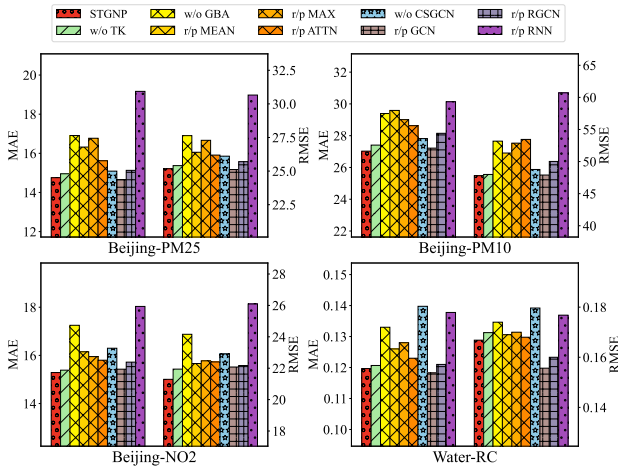 STGNP w/o GBA r/p MAX w/o CSGCN r/p RGCN
w/o TK r/p MEAN r/p ATTN r/p GCN r/p RNN
MAE
20
18
16
14
12
RMSE
32.5
30.0
27.5
25.0
22.5
Beijing-PM25
MAE
32
30
28
26
24
22
RMSE
65
60
55
50
45
40
Beijing-PM10
MAE
18
16
14
RMSE
28
26
24
22
20
18
Beijing-NO2
MAE
0.15
0.14
0.13
0.12
0.11
0.10
RMSE
0.18
0.16
0.14
Water-RC